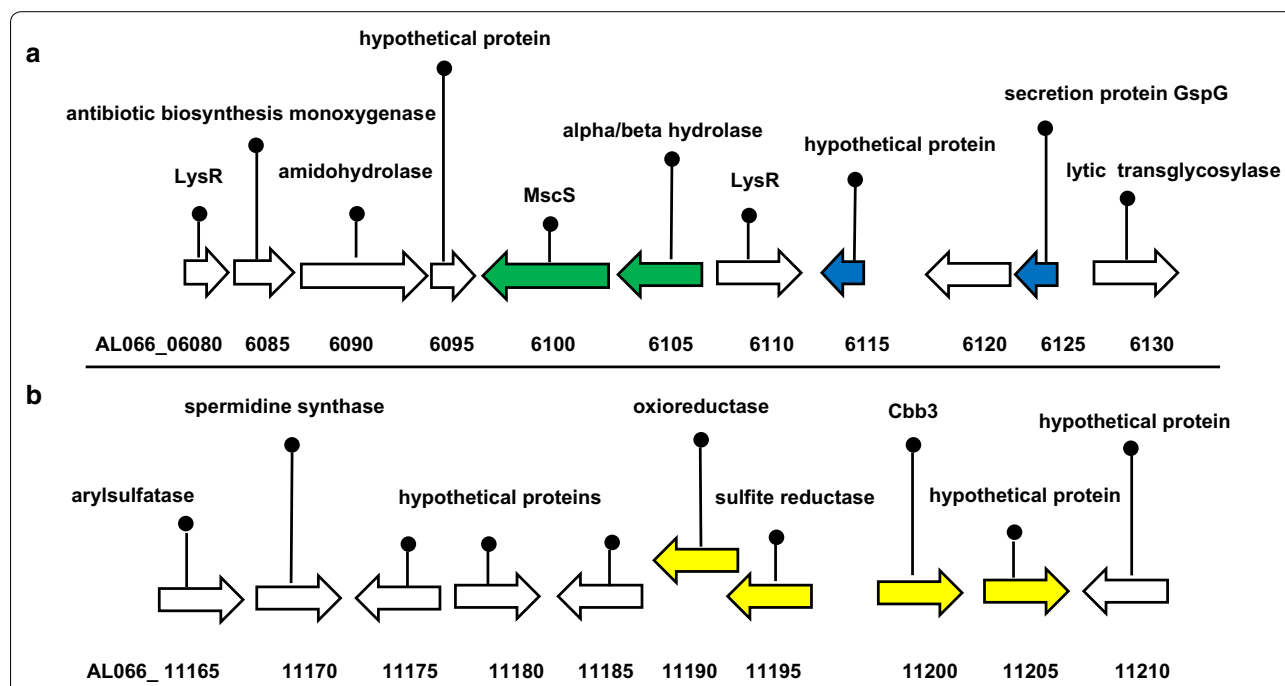 a
hypothetical protein
antibiotic biosynthesis monoxygenase
secretion protein GspG
alpha/beta hydrolase
hypothetical protein
LysR
amidohydrolase
MscS
LysR
lytic transglycosylase
AL066_06080 6085 6090 6095 6100 6105 6110 6115 6120 6125 6130
b
spermidine synthase
oxioreductase
Cbb3
hypothetical protein
arylsulfatase
hypothetical proteins
sulfite reductase
hypothetical protein
AL066_ 11165 11170 11175 11180 11185 11190 11195 11200 11205 11210